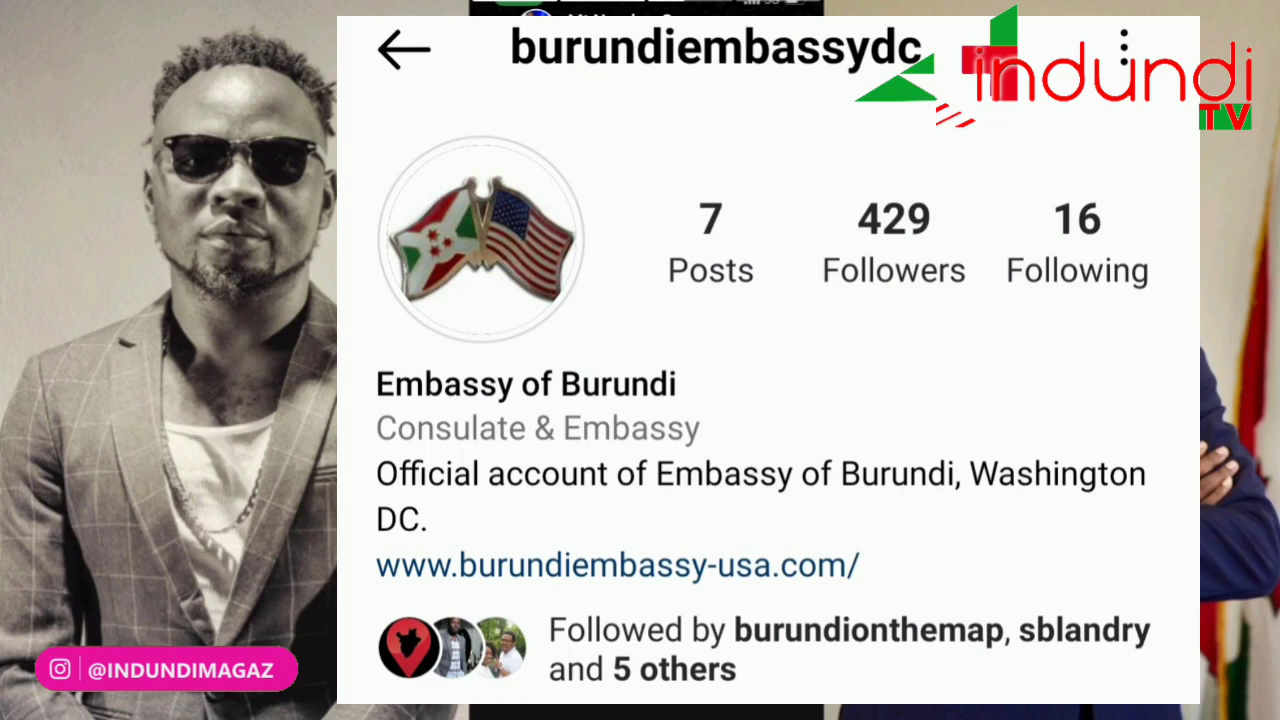 burundiembassydc
indundi
TV
7
Posts
429
Followers
16
Following
Embassy of Burundi
Consulate & Embassy
Official account of Embassy of Burundi, Washington
DC.
www.burundiembassy-usa.com/
Followed by burundionthemap, sblandry
and 5 others
@INDUNDIMAGAZ